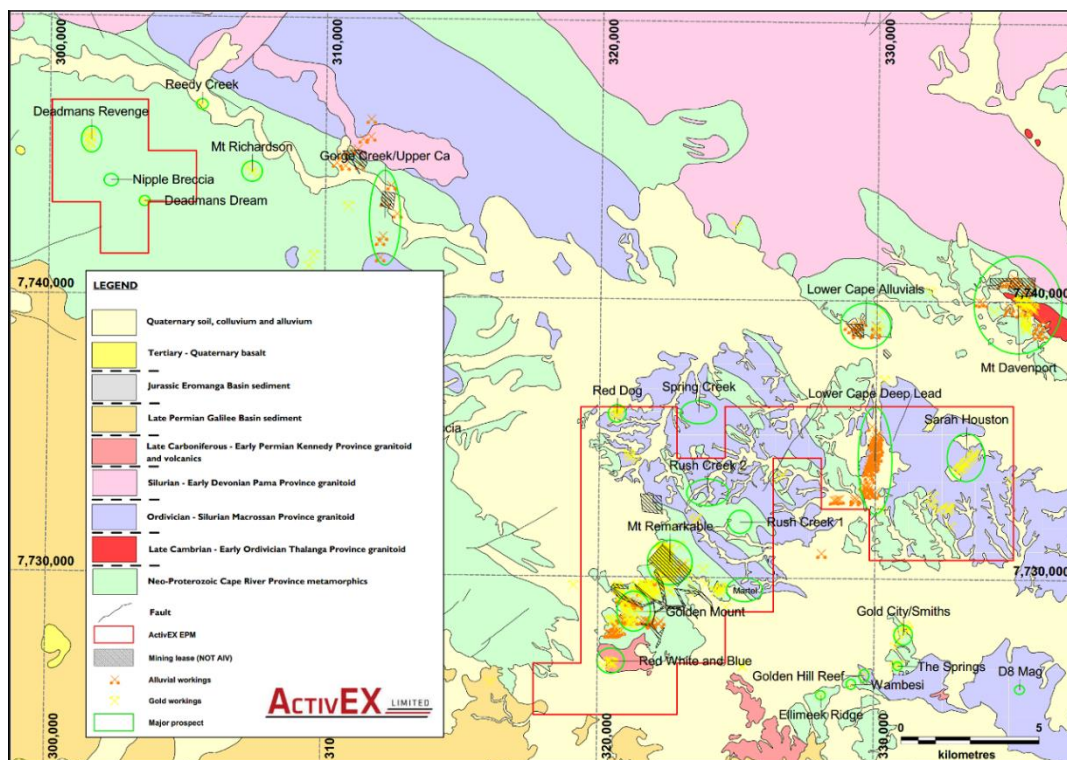 300,000
310,000
320,000
330,000
Reedy Creek
Deadmans Revenge
Mt Richardson
Gorge Creek/Upper Ca
Nipple Breccia
Deadmans Dream
7,740,000
7,740,000
Lower Cape Alluvials
Mt Davenport
LEGEND
Quaternary soil, colluvium and alluvium
Tertiary - Quaternary basalt
Jurassic Eromanga Basin sediment
Late Permian Galilee Basin sediment
Late Carboniferous - Early Permian Kennedy Province granitoid
and volcanics
Silurian - Early Devonian Pama Province granitoid
Ordivician - Silurian Macrossan Province granitoid
Late Cambrian - Early Ordivician Thalanga Province granitoid
Neo-Proterozoic Cape River Province metamorphics
Fault
ActivEX EPM
Mining lease (NOT AIV)
Alluvial workings
Gold workings
Major prospect
ACTIVEX LIMITED
Red Dog
Spring Creek
Lower Cape Deep Lead
Sarah Houston
ccia
Rush Creek 2
Rush Creek 1
Mt Remarkable
7,730,000
7,730,000
Martel
Golden Mount
Gold City/Smiths
Red White and Blue
The Springs
Golden Hill Reef
Wambesi
D8 Mag
Ellimeek Ridge
300,000
310
320,000
330,000
0 5
kilometres